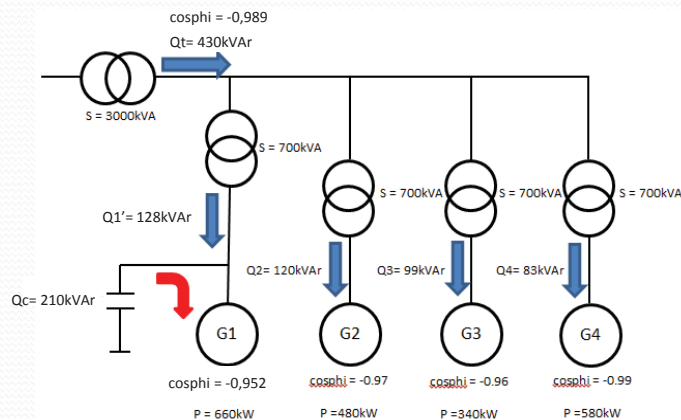 cosphi = -0,989
Qt= 430kVAr
S = 3000kVA
S = 700kVA
S = 700kVA
S = 700kVA
S = 700kVA
Q1'= 128kVAr
Q2= 120kVAr
Q3= 99kVAr
Q4= 83kVAr
Qc= 210kVAr
G1
G2
G3
G4
cosphi = -0,952
cosphi = -0.97
cosphi = -0.96
cosphi = -0.99
P = 660kW
P =480kW
P =340kW
P =580kW